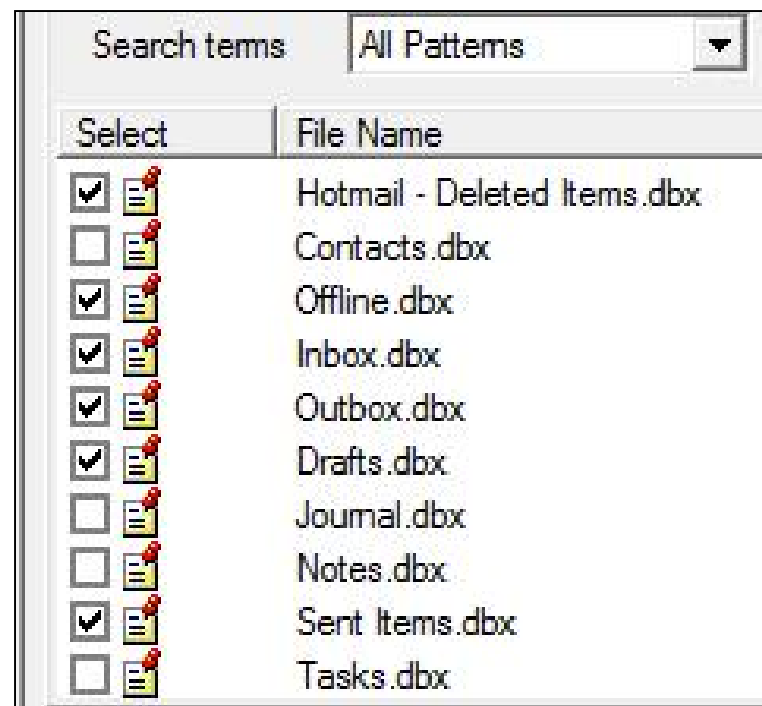 Search terms All Patterns
Select File Name
Hotmail - Deleted Items.dbx
Contacts.dbx
Offline.dbx
Inbox.dbx
Outbox.dbx
Drafts.dbx
Journal.dbx
Notes.dbx
Sent Items.dbx
Tasks.dbx